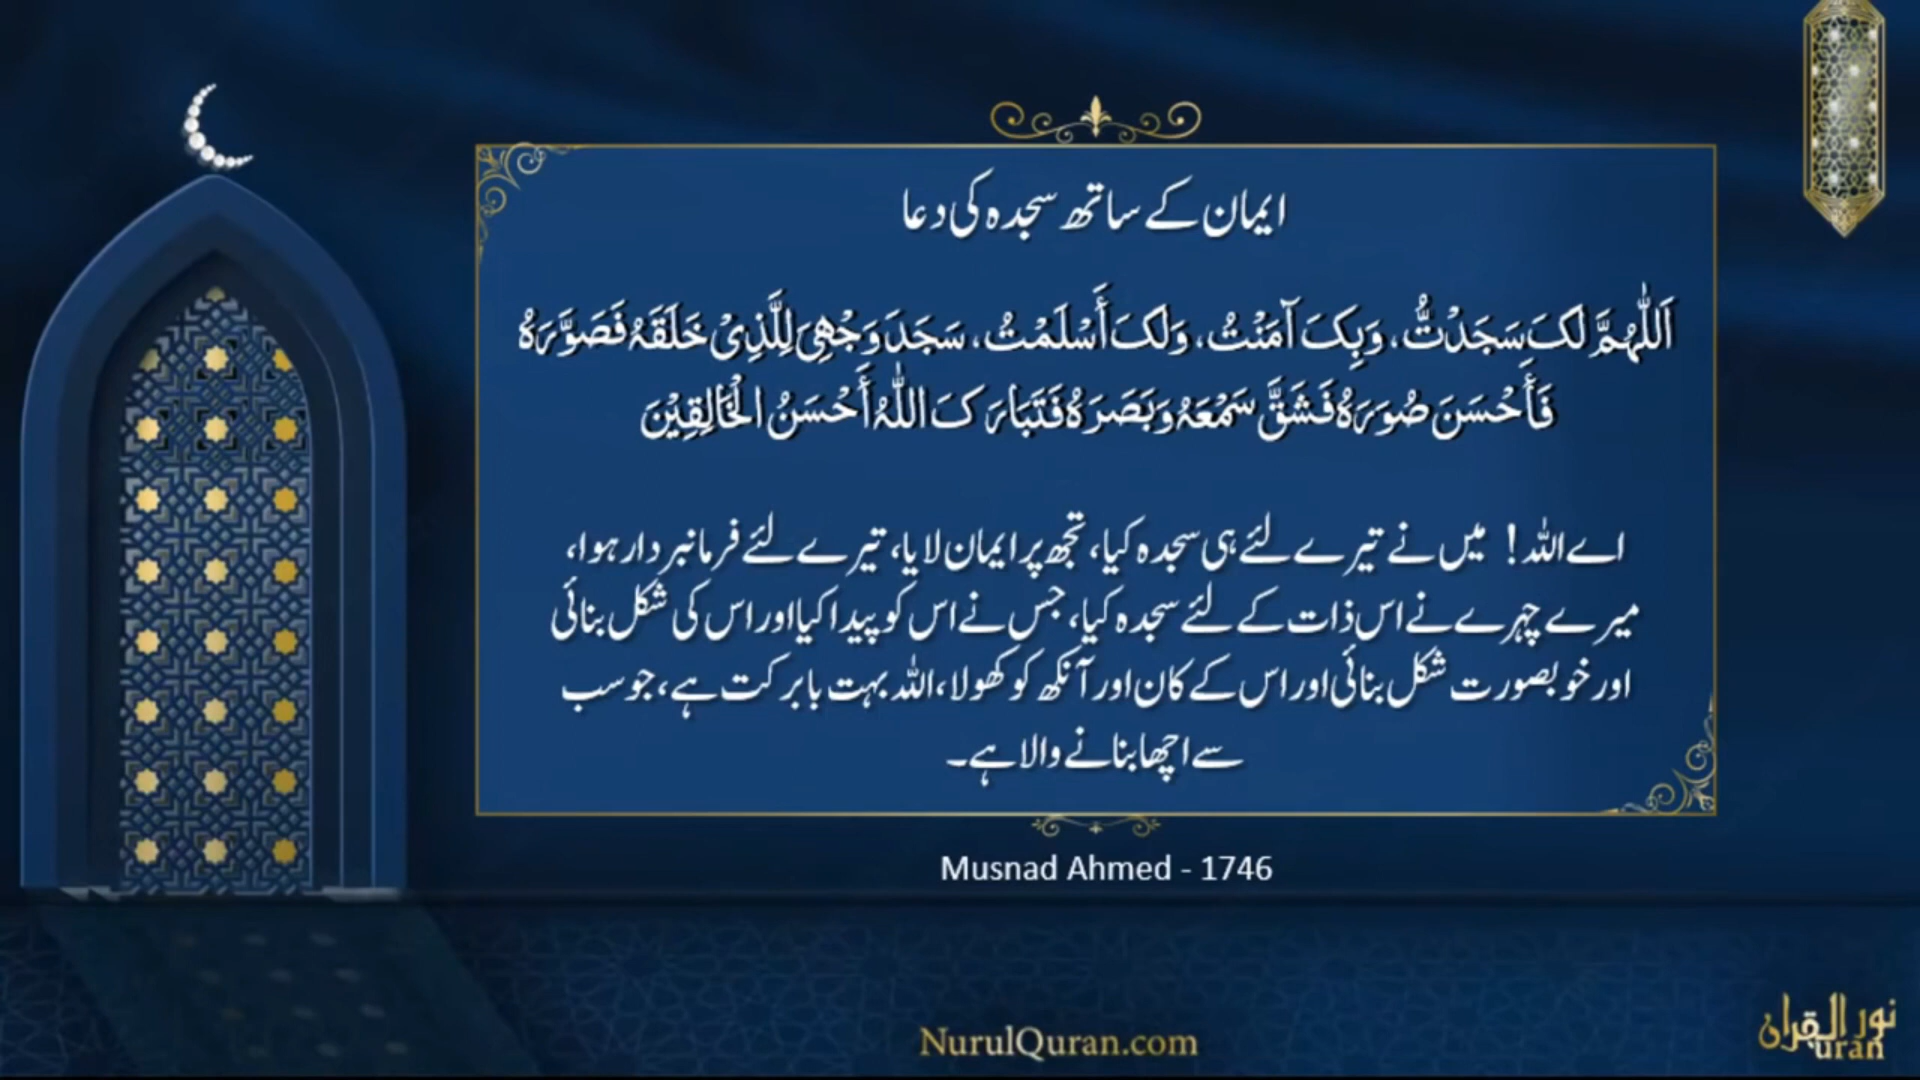 ایمان کے ساتھ سجدہ کی دعا
اَللّٰهُمَّ لَکَ سَجَدْتُّ، وَبِکَ آمَنْتُ، وَلَکَ أَسْلَمْتُ، سَجَدَ وَجْهِیَ لِلَّذِیْ خَلَقَهُ فَصَوَّرَهُ
فَأَحْسَنَ صُوَرَهُ فَشَقَّ سَمْعَهُ وَبَصَرَهُ فَتَبَارَکَ اللّٰهُ أَحْسَنُ الْخَالِقِیْنَ
اے اللہ! میں نے تیرے لئے ہی سجدہ کیا، تجھ پر ایمان لایا، تیرے لئے فرمانبردار ہوا،
میرے چہرے نے اس ذات کے لئے سجدہ کیا، جس نے اس کو پیدا کیا اور اس کی شکل بنائی
اور خوبصورت شکل بنائی اور اس کے کان اور آنکھ کو کھولا، اللہ بہت بابرکت ہے، جو سب
سے اچھا بنانے والا ہے۔
Musnad Ahmed - 1746
NurulQuran.com
نور القرآن
uran